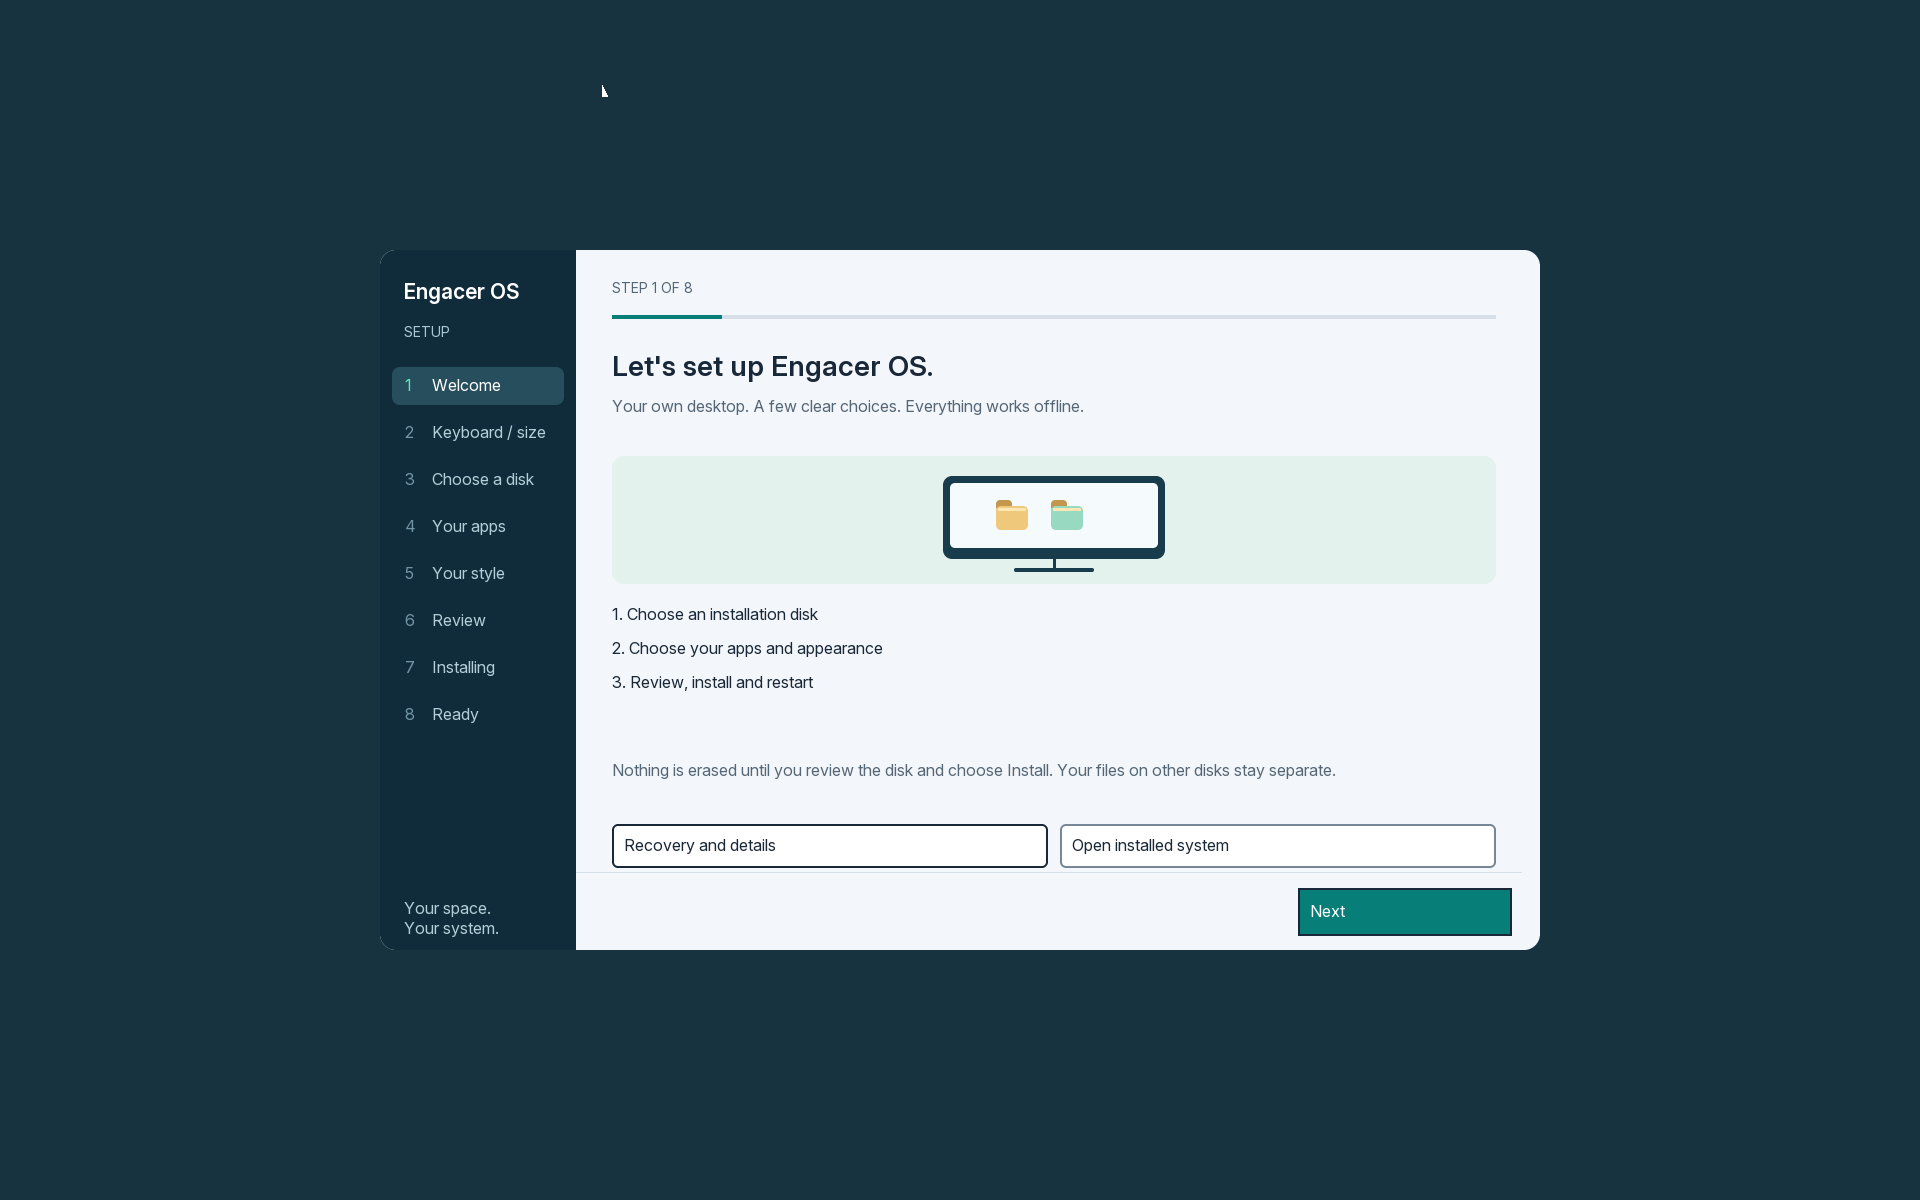 Engacer OS
SETUP
1 Welcome
2 Keyboard / size
3 Choose a disk
4 Your apps
5 Your style
6 Review
7 Installing
8 Ready
Your space.
Your system.
STEP 1 OF 8
Let's set up Engacer OS.
Your own desktop. A few clear choices. Everything works offline.
1. Choose an installation disk
2. Choose your apps and appearance
3. Review, install and restart
Nothing is erased until you review the disk and choose Install. Your files on other disks stay separate.
Recovery and details
Open installed system
Next